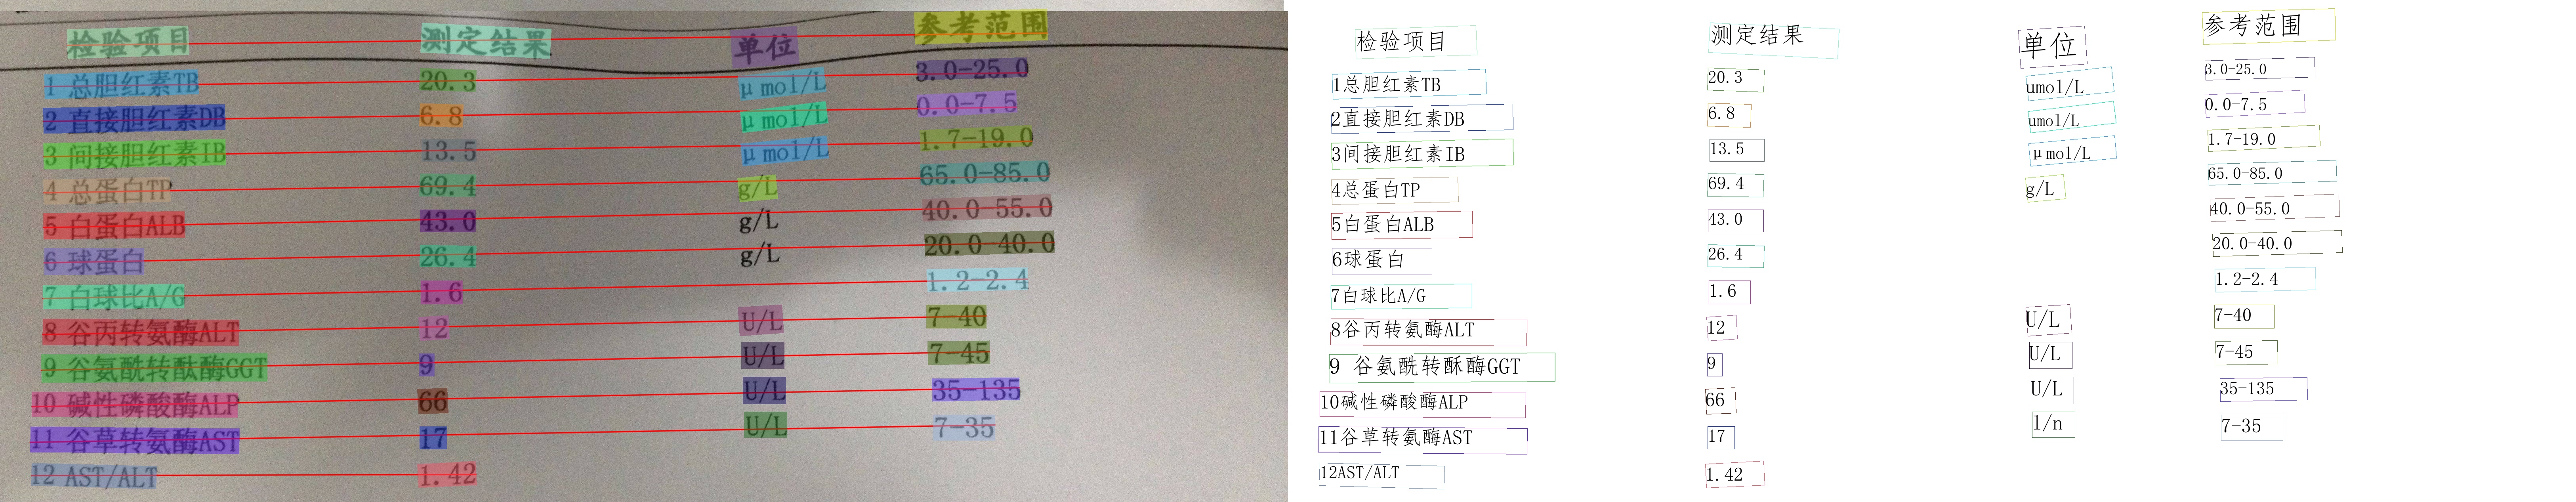 检验项目 测定结果 单位 参考范围
1 总胆红素TB 20.3 μmol/L 3.0-25.0
2 直接胆红素DB 6.8 μmol/L 0.0-7.5
3 间接胆红素IB 13.5 μmol/L 1.7-19.0
4 总蛋白TP 69.4 g/L 65.0-85.0
5 白蛋白ALB 43.0 g/L 40.0-55.0
6 球蛋白 26.4 g/L 20.0-40.0
7 白球比A/G 1.6 1.2-2.4
8 谷丙转氨酶ALT 12 U/L 7-40
9 谷氨酰转酞酶GGT 9 U/L 7-45
10 碱性磷酸酶ALP 66 U/L 35-135
11 谷草转氨酶AST 17 U/L 7-35
12 AST/ALT 1.42
检验项目 测定结果 单位 参考范围
1总胆红素TB 20.3 umol/L 3.0-25.0
2直接胆红素DB 6.8 umol/L 0.0-7.5
3间接胆红素IB 13.5 μmol/L 1.7-19.0
4总蛋白TP 69.4 g/L 65.0-85.0
5白蛋白ALB 43.0 40.0-55.0
6球蛋白 26.4 20.0-40.0
7白球比A/G 1.6 1.2-2.4
8谷丙转氨酶ALT 12 U/L 7-40
9 谷氨酰转酥酶GGT 9 U/L 7-45
10碱性磷酸酶ALP 66 U/L 35-135
11谷草转氨酶AST 17 l/n 7-35
12AST/ALT 1.42